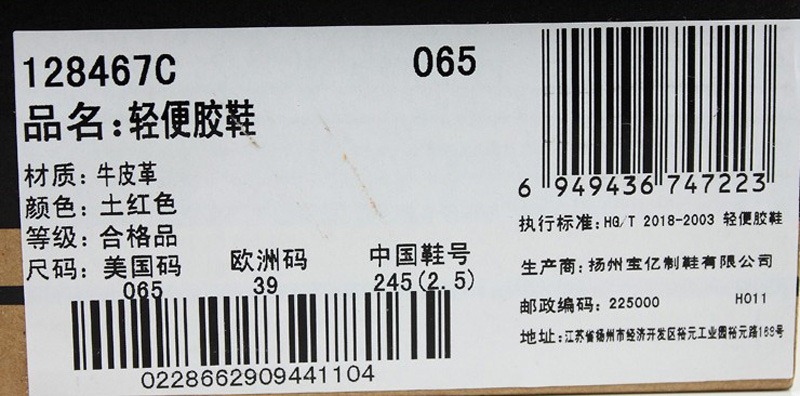 128467C 065
品名:轻便胶鞋
材质: 牛皮革
颜色: 土红色
等级: 合格品
尺码: 美国码 欧洲码 中国鞋号
065 39 245(2.5)
0228662909441104
6 949436 747223
执行标准: HG/T 2018-2003 轻便胶鞋
生产商: 扬州宝亿制鞋有限公司
邮政编码: 225000 H011
地址: 江苏省扬州市经济开发区裕元工业园裕元路168号